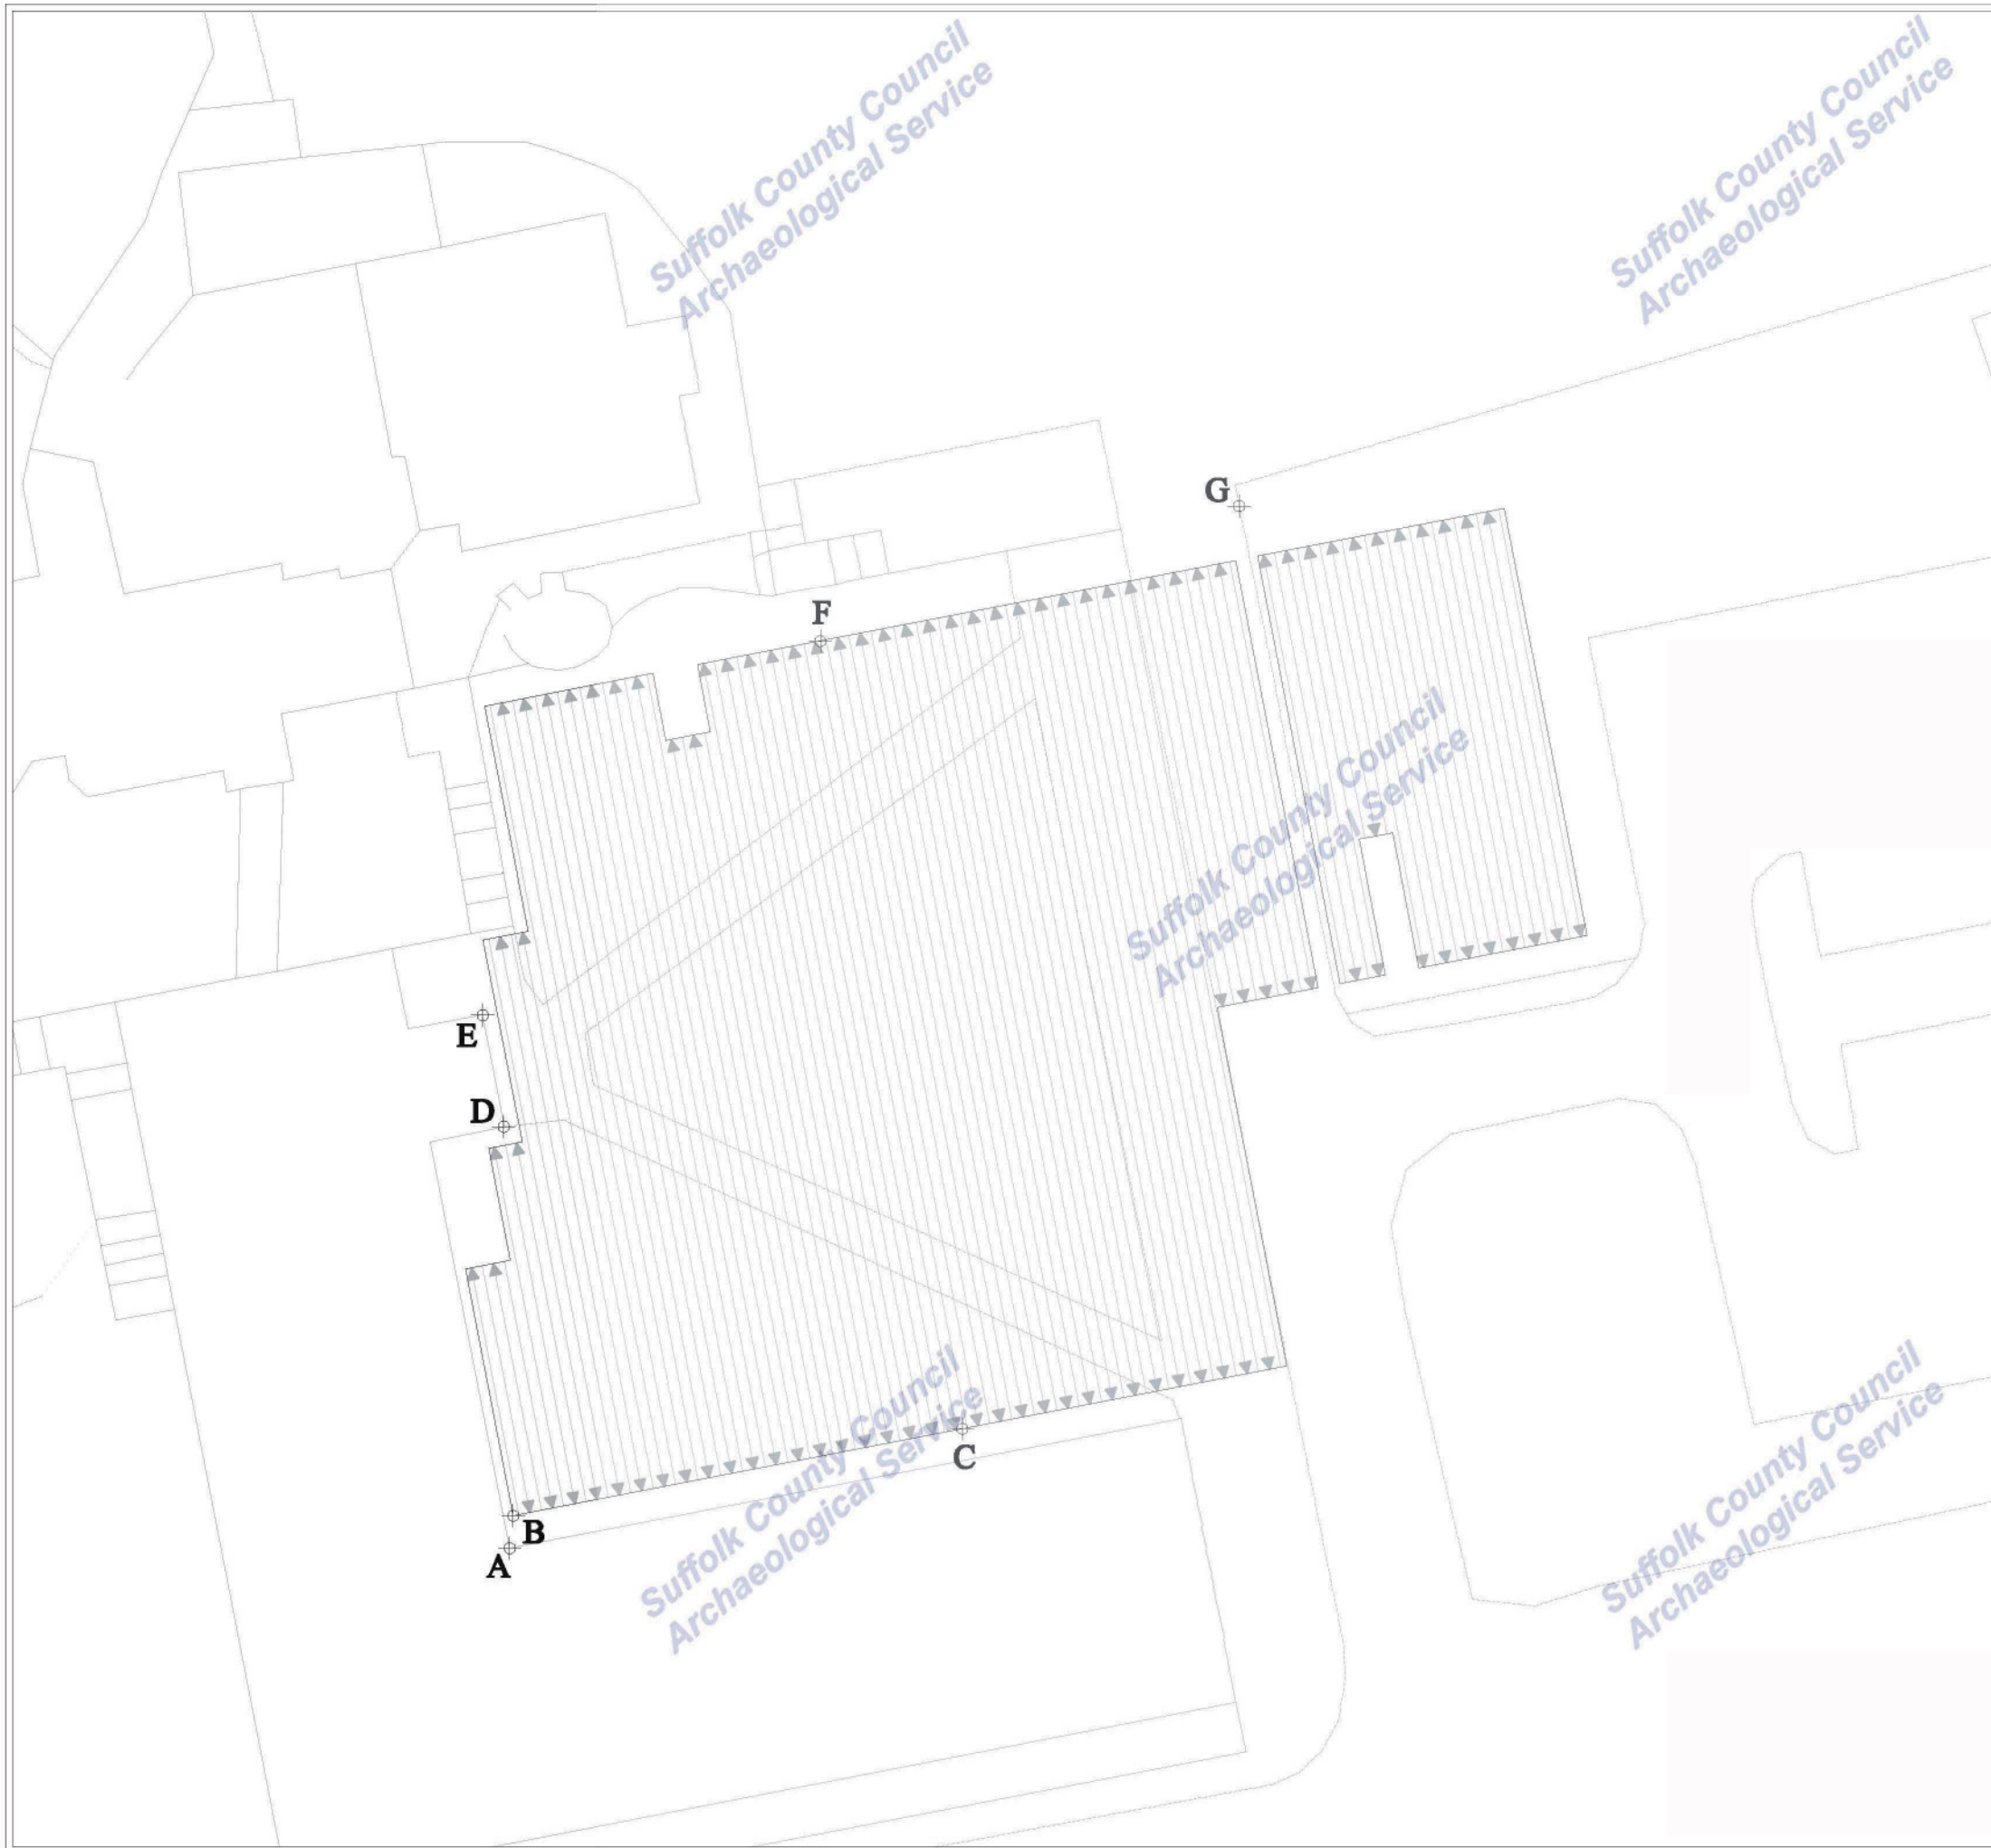 Suffolk County Council
Archaeological Service
Suffolk County Council
Archaeological Service
G
F
Suffolk County Council
Archaeological Service
E
D
C
B
A
Suffolk County Council
Archaeological Service
Suffolk County Council
Archaeological Service